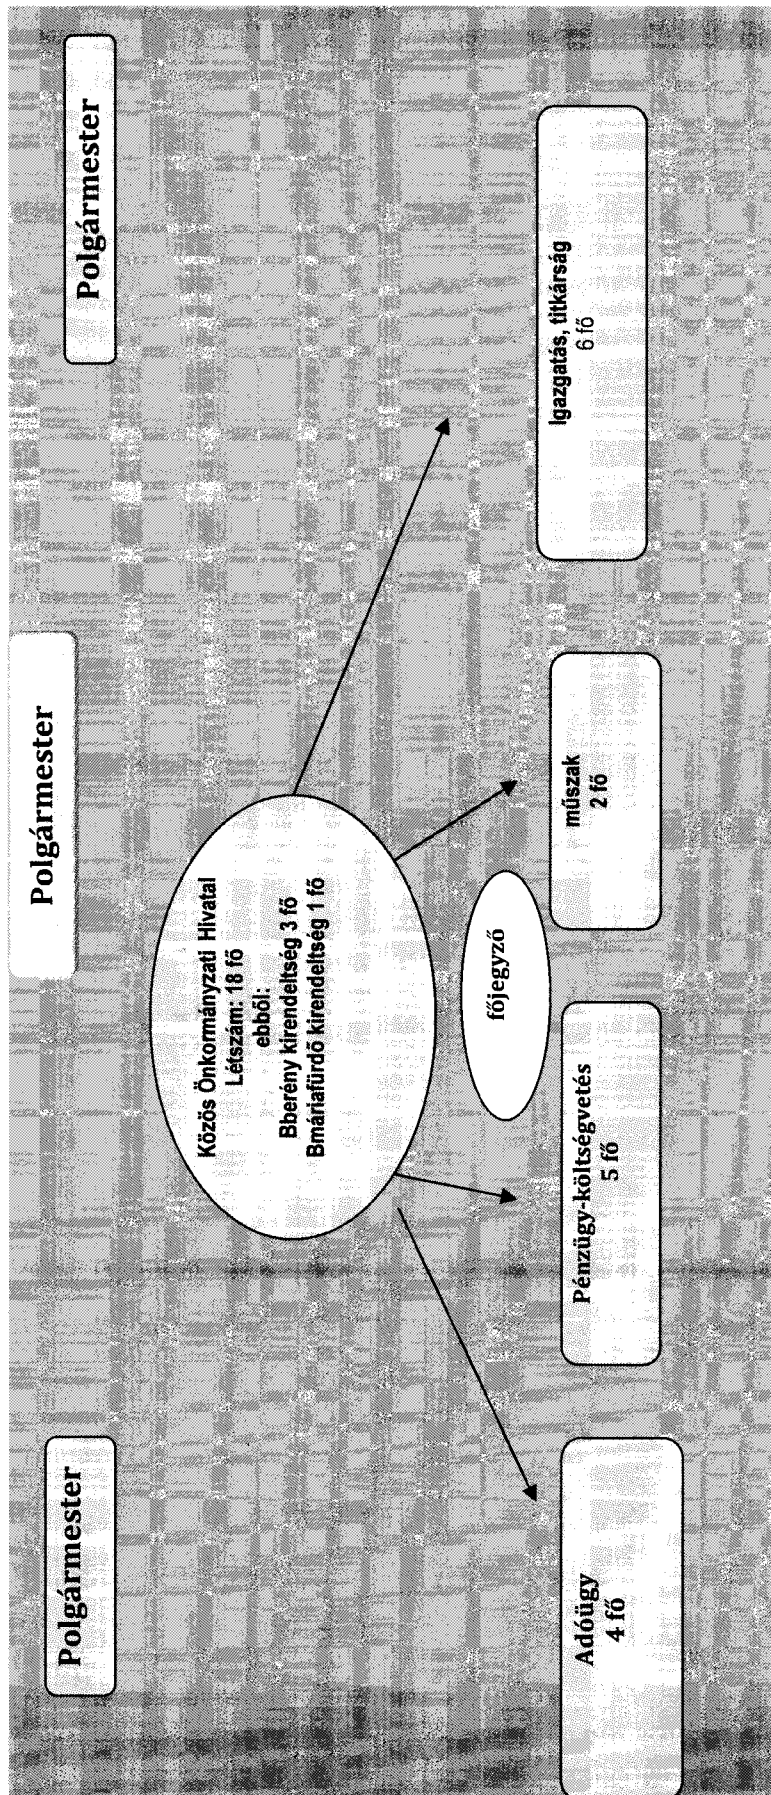 Polgármester
Polgármester
Polgármester
Közös Önkormányzati Hivatal
Létszám: 18 fő
ebből:
Bberény kirendeltség 3 fő
Bmáriafürdő kirendeltség 1 fő
főjegyző
Adóügy
4 fő
Pénzügy-költségvetés
5 fő
műszak
2 fő
Igazgatás, titkárság
6 fő